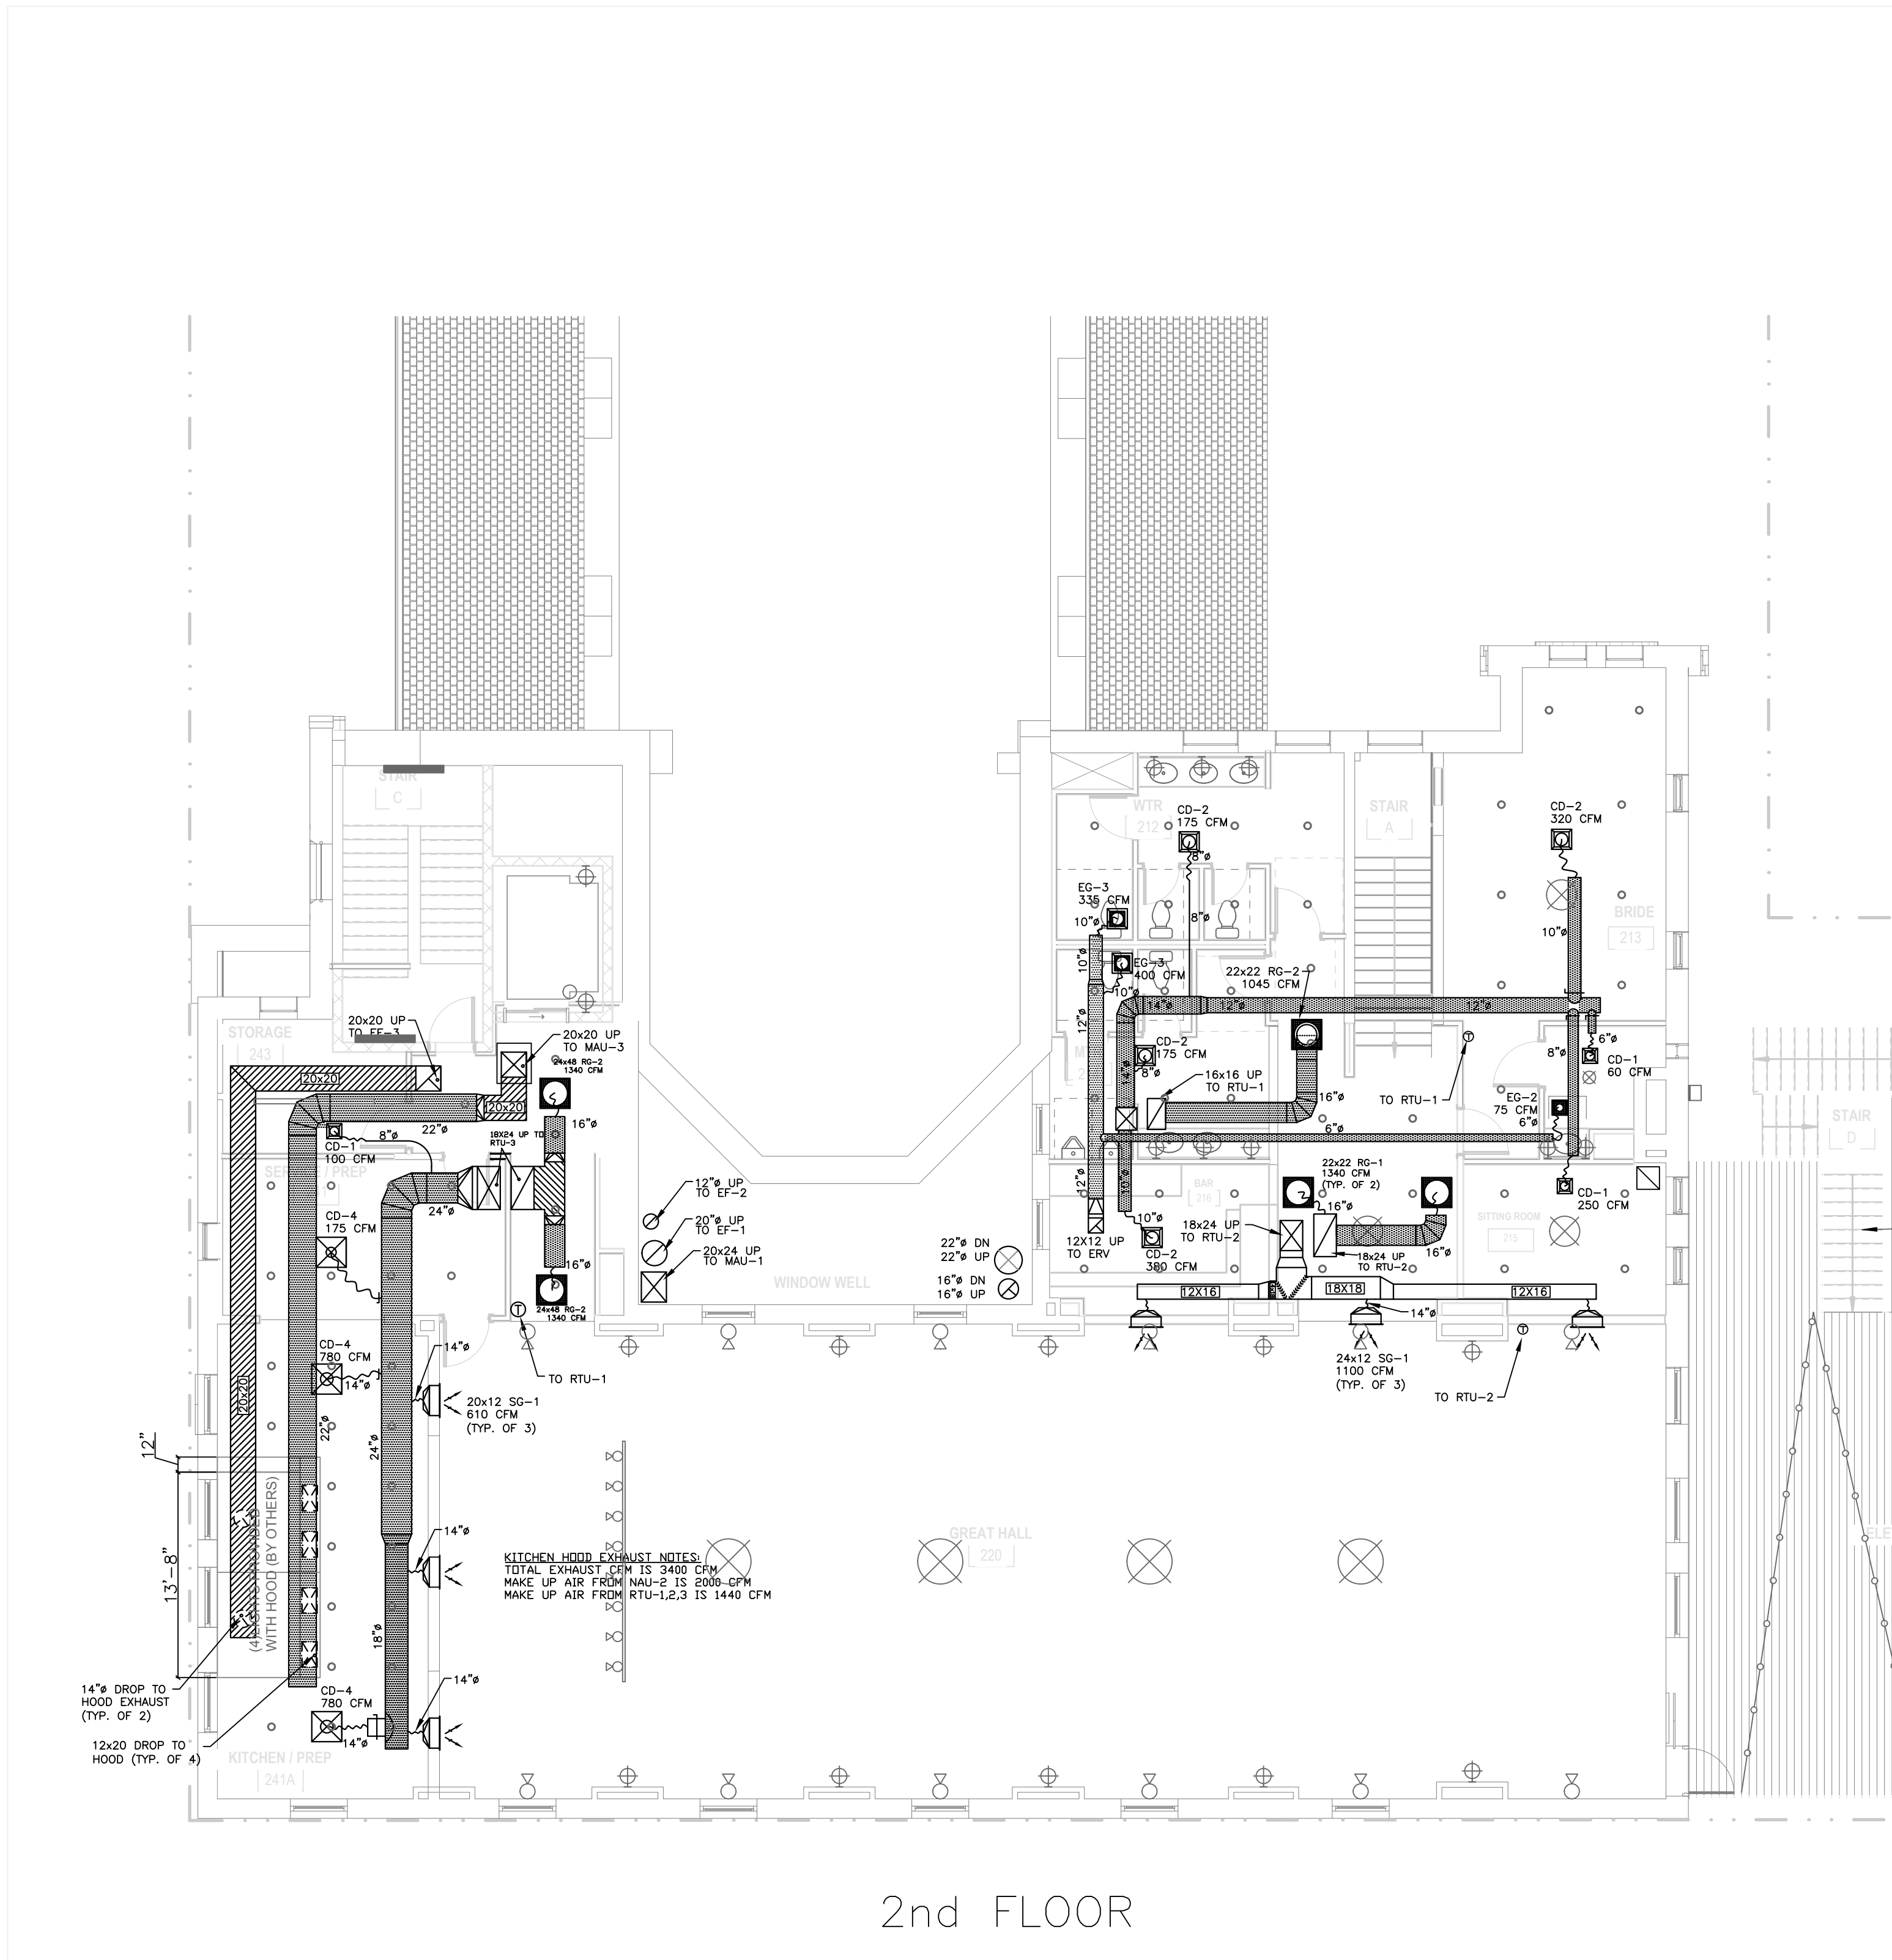 STAIR
C
WTR
212
STAIR
A
CD-2
175 CFM
8"ø
8"ø
CD-2
320 CFM
BRIDE
213
10"ø
EG-3
335 CFM
10"ø
10"ø
EG-3
400 CFM
10"ø
22x22 RG-2
1045 CFM
14"ø
12"ø
12"ø
12"ø
14"ø
CD-2
175 CFM
8"ø
16x16 UP
TO RTU-1
16"ø
6"ø
TO RTU-1
6"ø
8"ø
CD-1
60 CFM
EG-2
75 CFM
6"ø
STAIR
D
STORAGE
243
20x20 UP
TO EF-3
20x20 UP
TO MAU-3
24x48 RG-2
1340 CFM
20x20
20x20
22"ø
16"ø
CD-1
100 CFM
8"ø
18X24 UP TO
RTU-3
24"ø
CD-4
175 CFM
16"ø
24x48 RG-2
1340 CFM
12"ø UP
TO EF-2
20"ø UP
TO EF-1
20x24 UP
TO MAU-1
WINDOW WELL
22"ø DN
22"ø UP
16"ø DN
16"ø UP
12"ø
10"ø
10"ø
12X12 UP
TO ERV
CD-2
380 CFM
BAR
216
18x24 UP
TO RTU-2
22x22 RG-1
1340 CFM
(TYP. OF 2)
16"ø
18x24 UP
TO RTU-2
16"ø
SITTING ROOM
215
CD-1
250 CFM
12X16
18X18
12X16
14"ø
24x12 SG-1
1100 CFM
(TYP. OF 3)
TO RTU-2
CD-4
780 CFM
14"ø
14"ø
TO RTU-1
20x12 SG-1
610 CFM
(TYP. OF 3)
20x20
22"ø
24"ø
12"
13'-8"
WITH HOOD (BY OTHERS)
14"ø
GREAT HALL
220
KITCHEN HOOD EXHAUST NOTES:
TOTAL EXHAUST CFM IS 3400 CFM
MAKE UP AIR FROM NAU-2 IS 2000 CFM
MAKE UP AIR FROM RTU-1,2,3 IS 1440 CFM
18"ø
14"ø
14"ø DROP TO
HOOD EXHAUST
(TYP. OF 2)
CD-4
780 CFM
14"ø
12x20 DROP TO
HOOD (TYP. OF 4)
KITCHEN / PREP
241A
2nd FLOOR